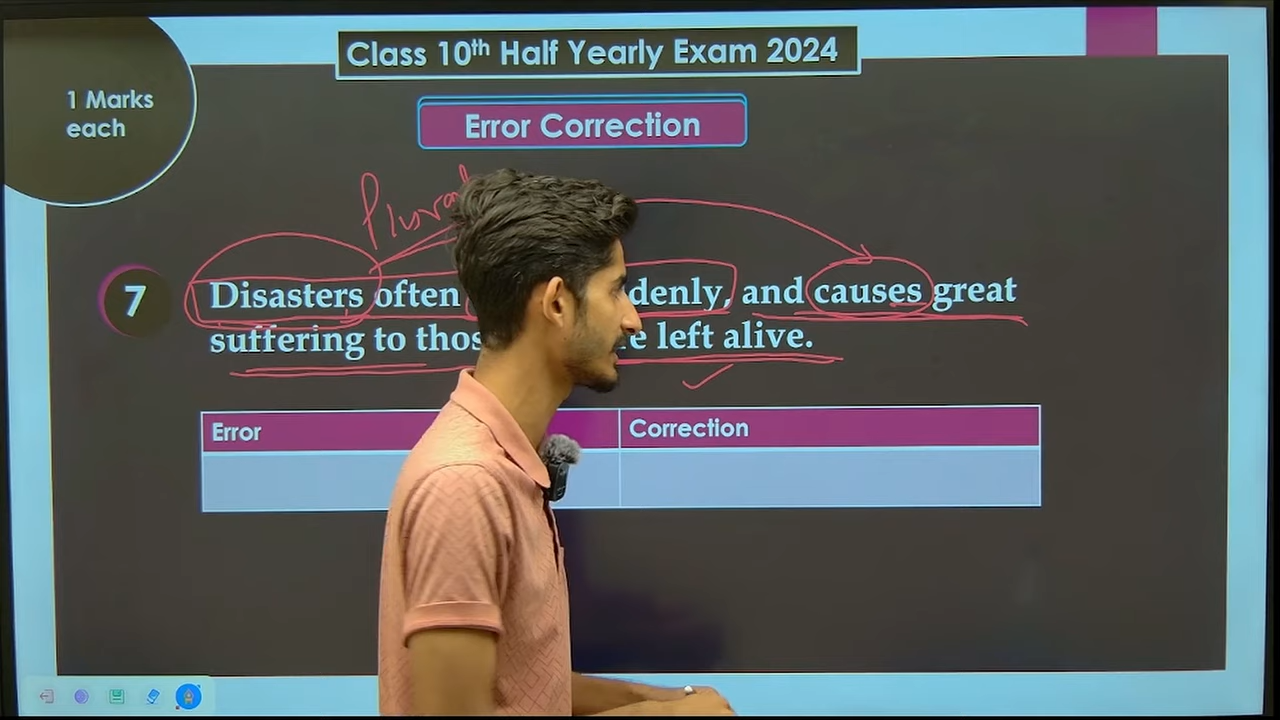 Class 10th Half Yearly Exam 2024
1 Marks
each
Error Correction
Plural
7
Disasters often denly, and causes great
suffering to left alive.
Error
Correction